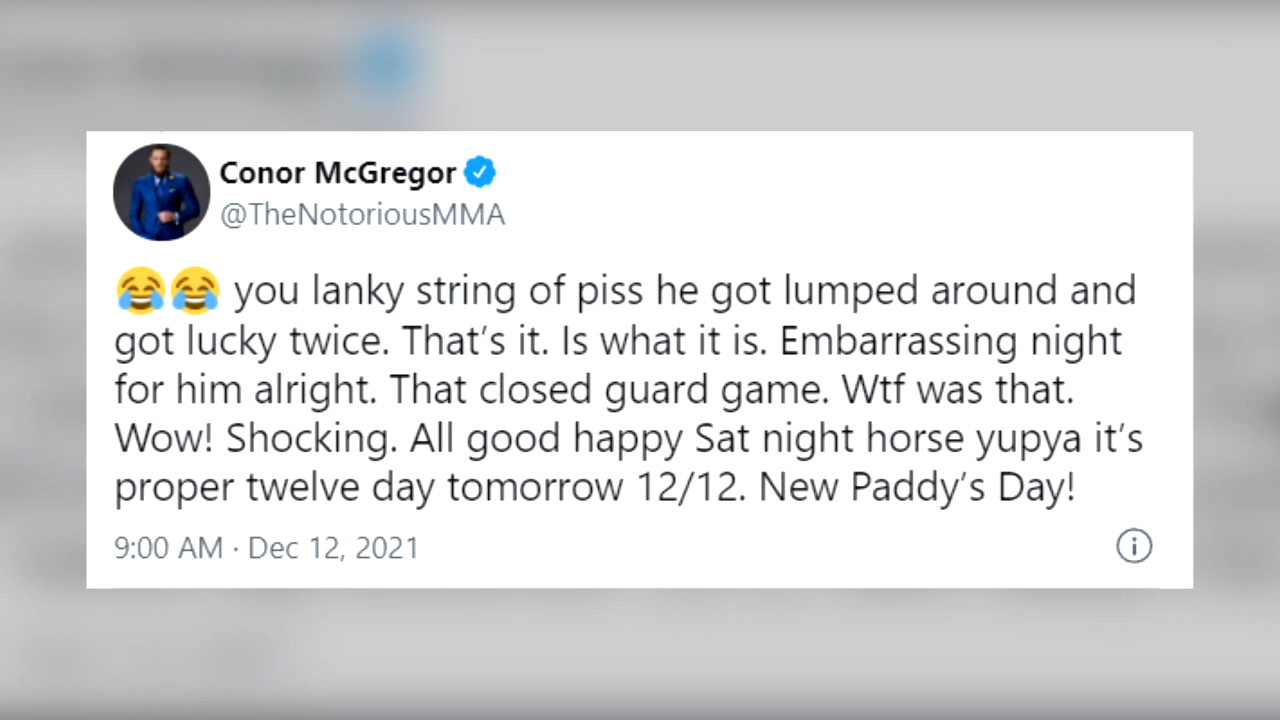 Conor McGregor
@TheNotoriousMMA
😂😂 you lanky string of piss he got lumped around and
got lucky twice. That's it. Is what it is. Embarrassing night
for him alright. That closed guard game. Wtf was that.
Wow! Shocking. All good happy Sat night horse yupya it's
proper twelve day tomorrow 12/12. New Paddy's Day!
9:00 AM · Dec 12, 2021